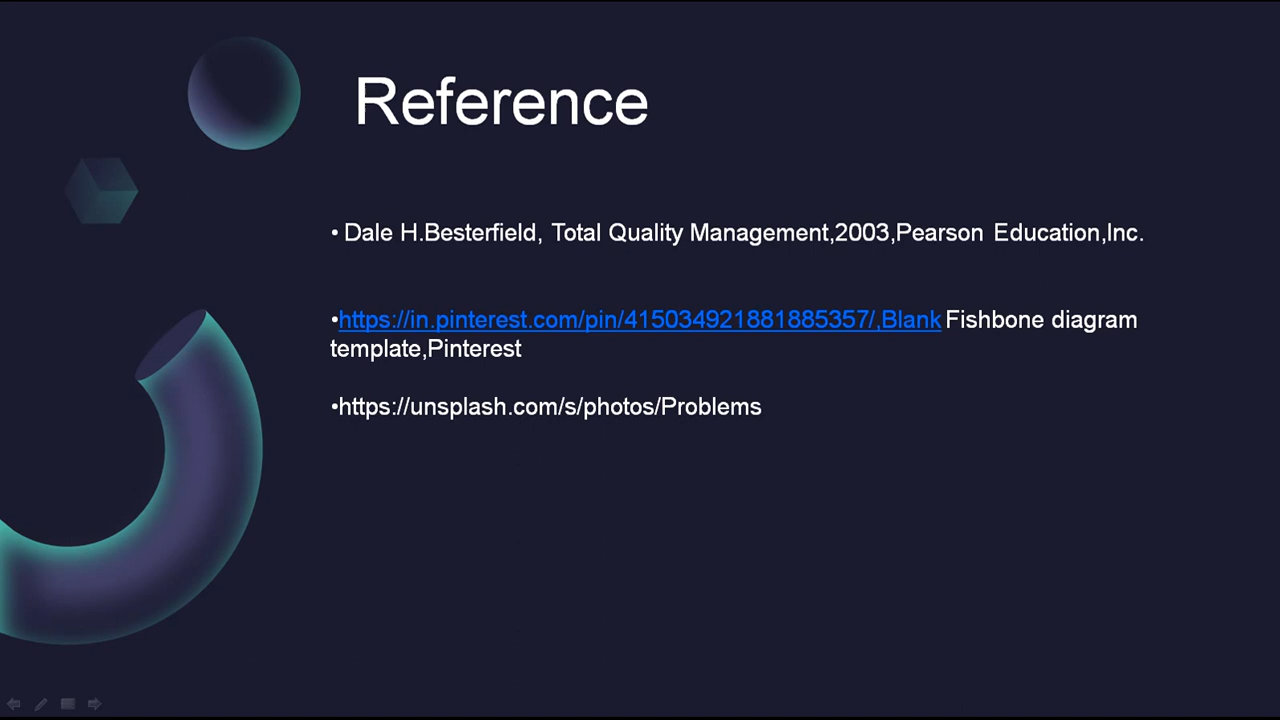 Reference
• Dale H.Besterfield, Total Quality Management,2003,Pearson Education,Inc.
•https://in.pinterest.com/pin/415034921881885357/,Blank Fishbone diagram
template,Pinterest
•https://unsplash.com/s/photos/Problems